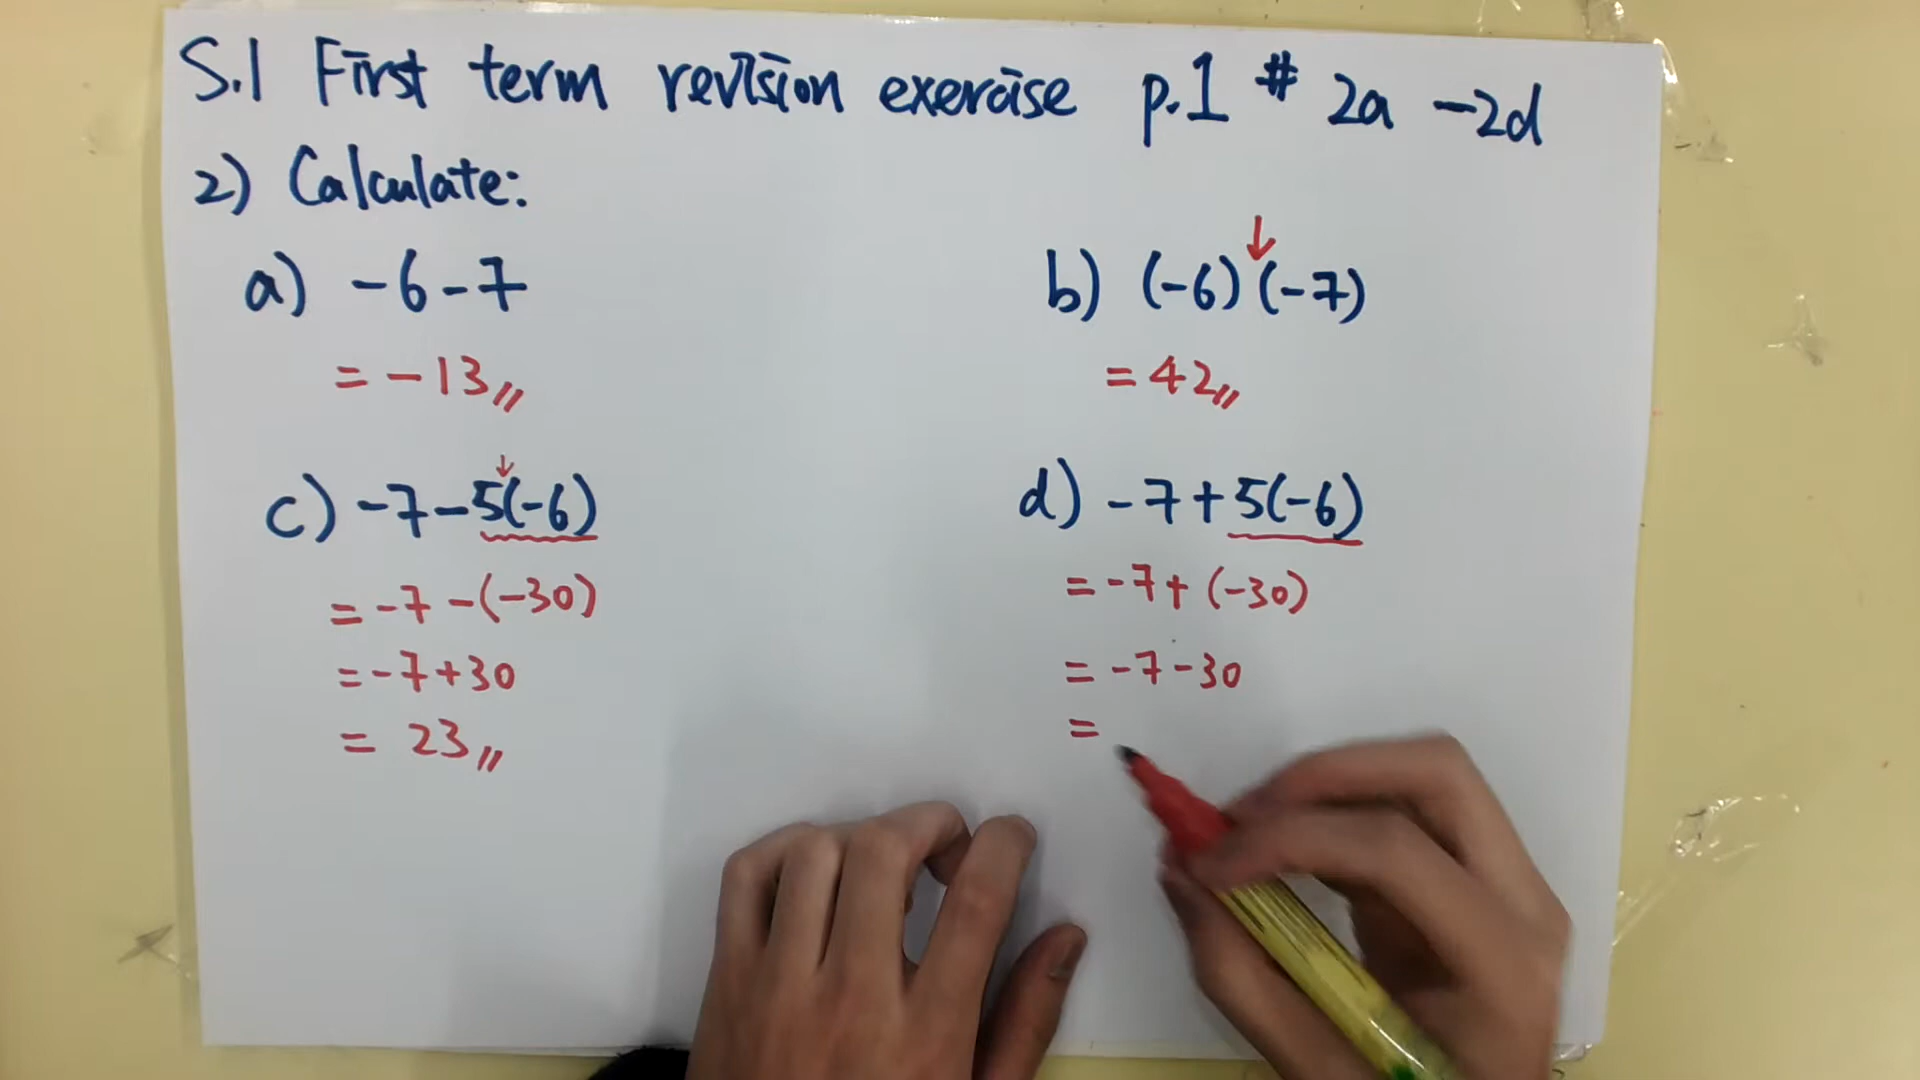 S.1 First term revision exercise p.1 # 2a -2d
2) Calculate:
a) -6-7
= -13
b) (-6)(-7)
= 42
c) -7-5(-6)
= -7 -(-30)
= -7+30
= 23
d) -7+5(-6)
= -7+ (-30)
= -7-30
=